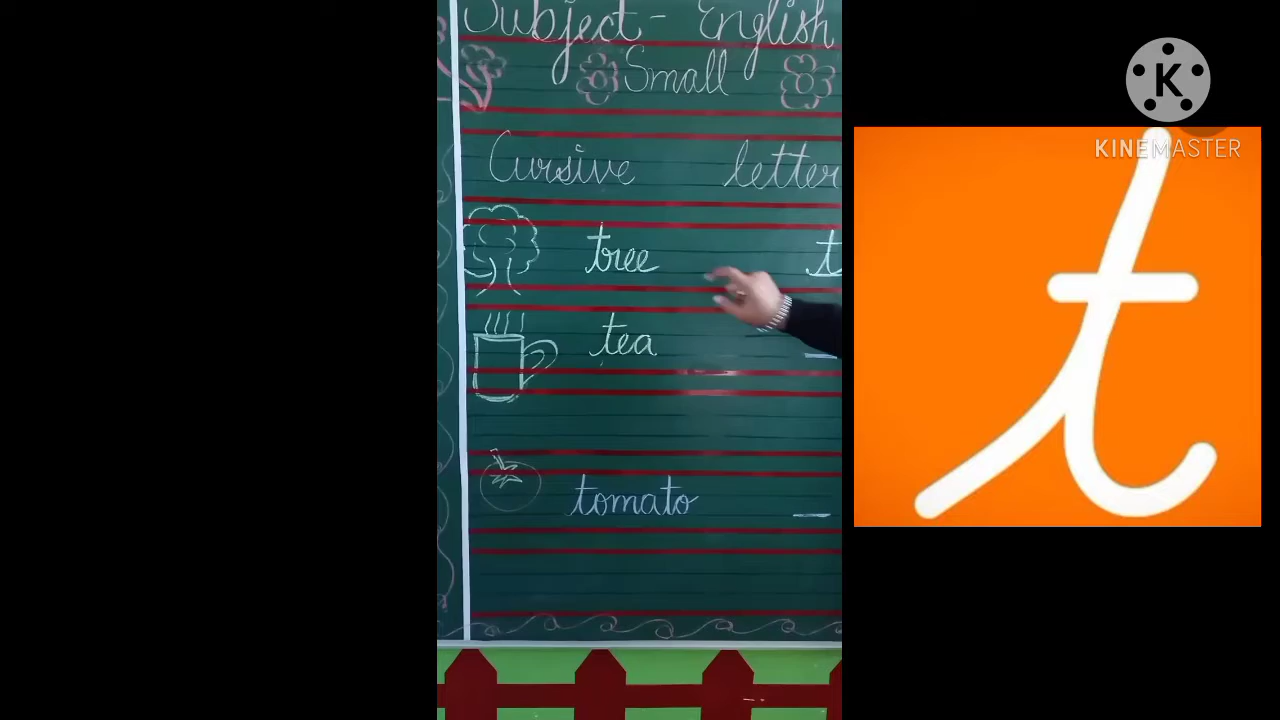 Subject - English
Small
Cursive letter
tree t
tea
tomato
K
KINEMASTER
t